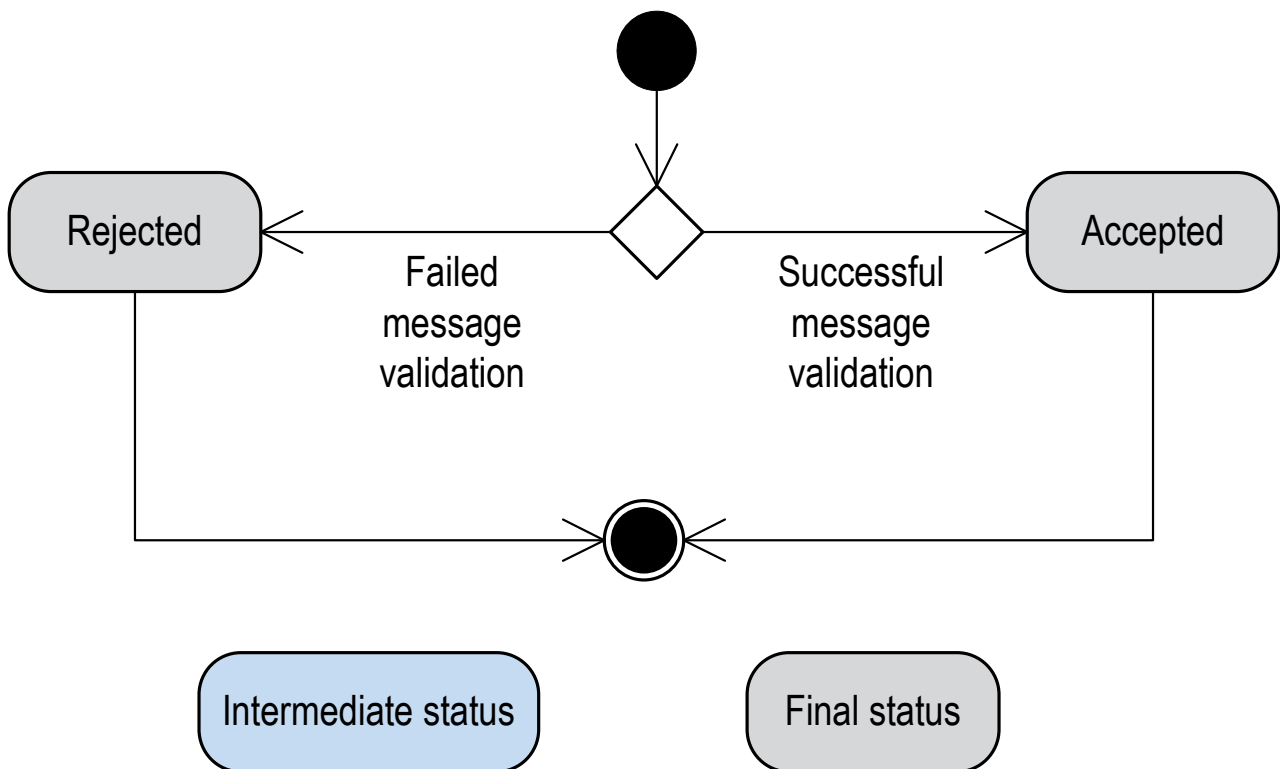 Rejected
Accepted
Failed
message
validation
Successful
message
validation
Intermediate status
Final status